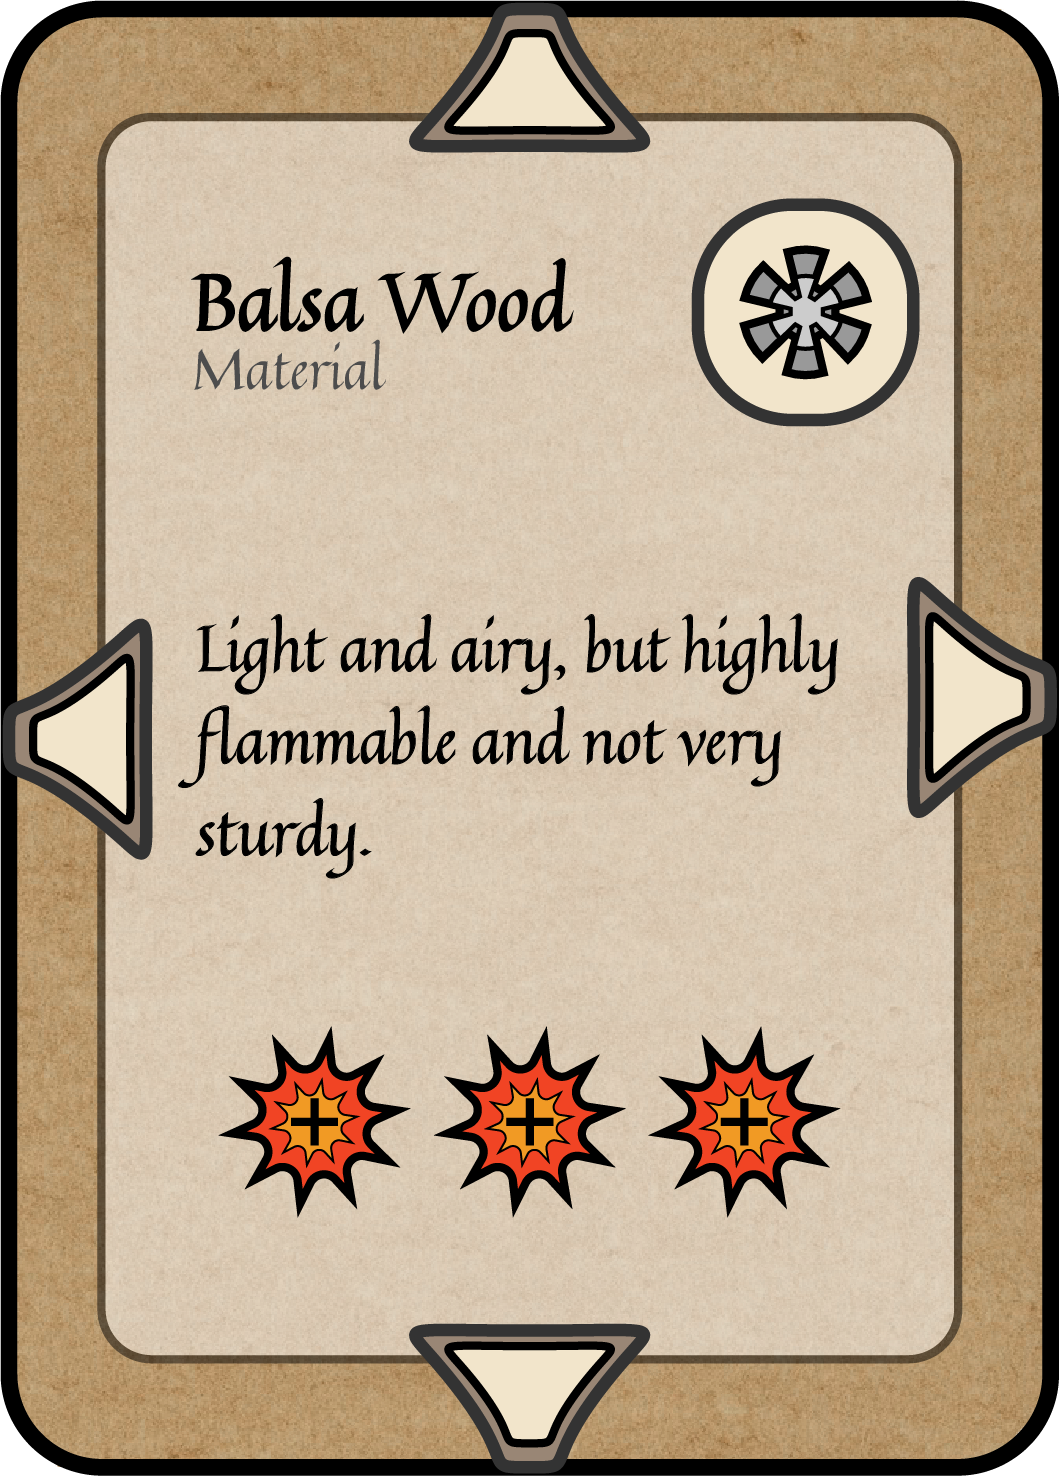 Balsa Wood
Material
Light and airy, but highly
flammable and not very
sturdy.
+ + +